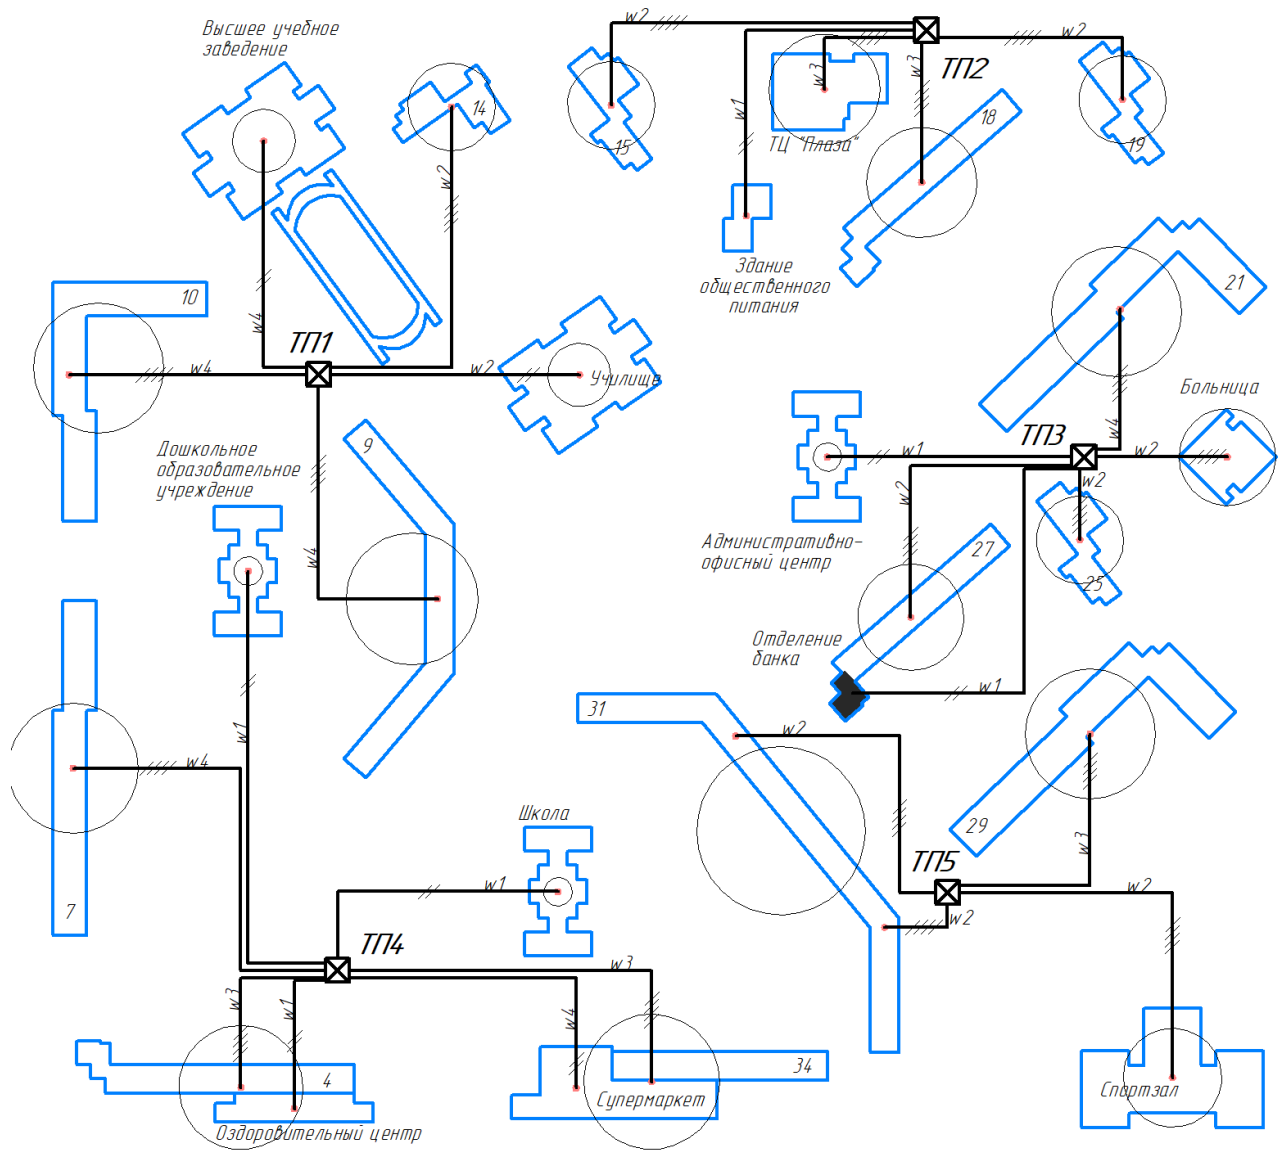 Высшее учебное
заведение
14
w2
15
w1
w3
ТЦ "Плаза"
w3
ТП2
w2
18
19
Здание
общественного
питания
w4
w2
10
ТП1
w4
w2
Училище
21
Больница
w4
ТП3
w1
w2
w2
w2
Дошкольное
образовательное
учреждение
9
w4
Административно-
офисный центр
27
25
Отделение
банка
w1
31
w2
w1
w4
7
Школа
w1
29
w3
ТП5
w2
w2
ТП4
w3
w3
w1
w4
4
34
Супермаркет
Спортзал
Оздоровительный центр